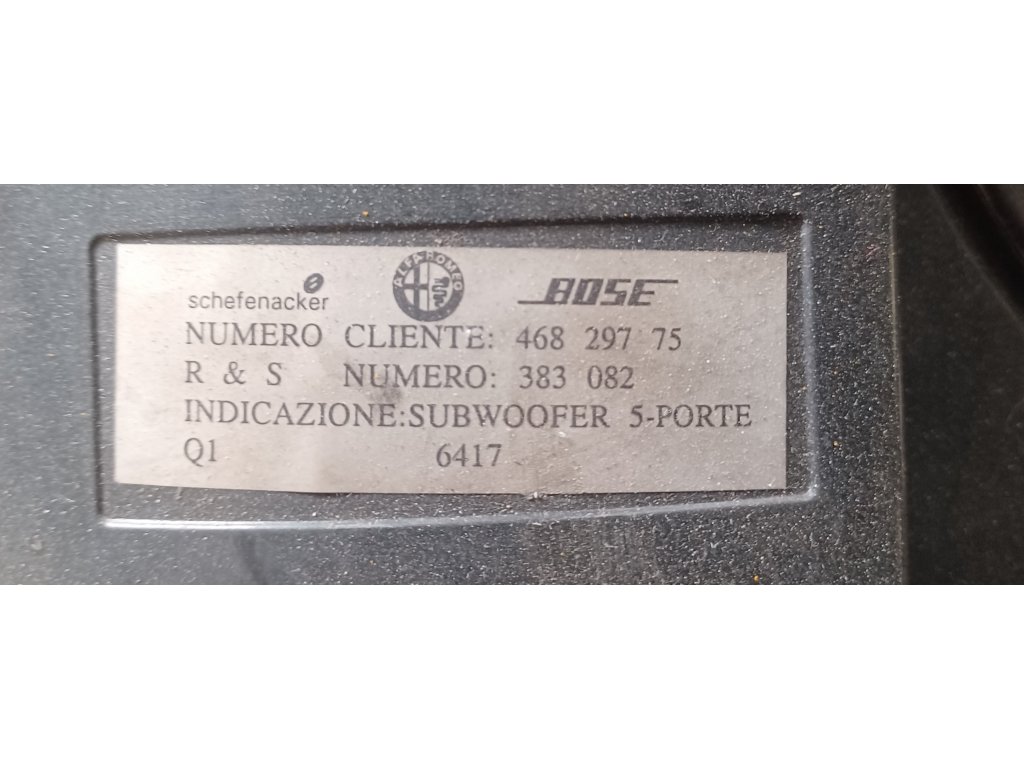 schefenacker ALFA-ROMEO BOSE
NUMERO CLIENTE: 468 297 75
R & S NUMERO: 383 082
INDICAZIONE:SUBWOOFER 5-PORTE
Q1 6417